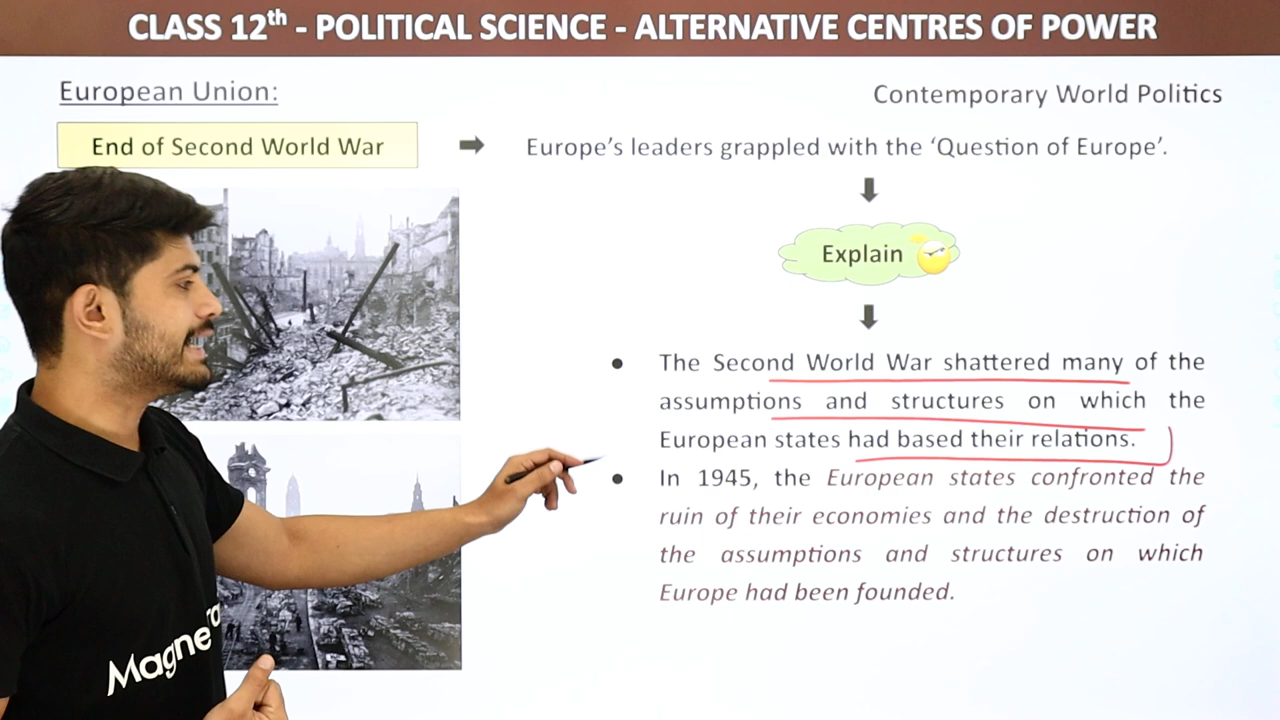 CLASS 12th - POLITICAL SCIENCE - ALTERNATIVE CENTRES OF POWER
European Union:
Contemporary World Politics
End of Second World War
Europe's leaders grappled with the 'Question of Europe'.
Explain
• The Second World War shattered many of the
assumptions and structures on which the
European states had based their relations.
• In 1945, the European states confronted the
ruin of their economies and the destruction of
the assumptions and structures on which
Europe had been founded.
Magne